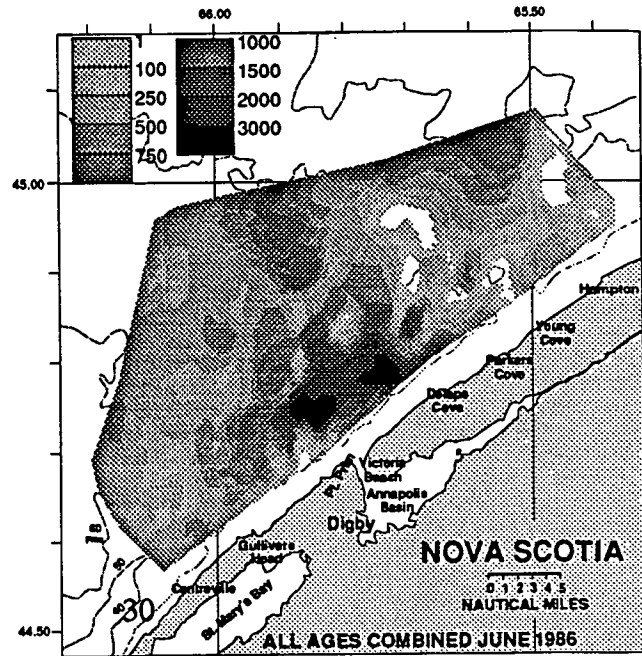 66.00 65.50
1000
100 1500
250 2000
500 3000
750
45.00
Hampton
Young
Cove
Parkers
Cove
Delaps
Cove
Pt. Prim
Victoria
Beach
Annapolis
Basin
Digby
Gullivers
Head
NOVA SCOTIA
0 1 2 3 4 5
NAUTICAL MILES
Centreville
30
St. Mary's Bay
44.50
ALL AGES COMBINED JUNE 1986